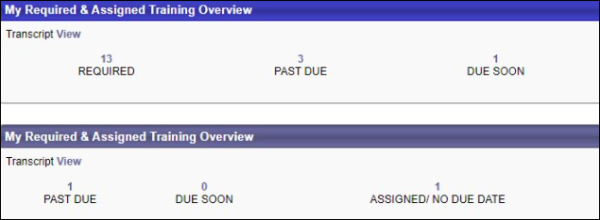 My Required & Assigned Training Overview
Transcript View
13 3 1
REQUIRED PAST DUE DUE SOON
My Required & Assigned Training Overview
Transcript View
1 0 1
PAST DUE DUE SOON ASSIGNED/ NO DUE DATE